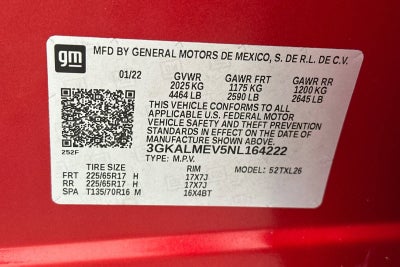 gm
MFD BY GENERAL MOTORS DE MEXICO, S. DE R.L. DE C.V.
01/22 GVWR GAWR FRT GAWR RR
2025 KG 1175 KG 1200 KG
4464 LB 2590 LB 2645 LB
THIS VEHICLE CONFORMS TO ALL
APPLICABLE U.S. FEDERAL MOTOR
VEHICLE SAFETY, BUMPER, AND THEFT PREVENTION
STANDARDS IN EFFECT ON THE DATE OF
MANUFACTURE SHOWN ABOVE.
252F 3GKALMEV5NL164222
TYPE: M.P.V. MODEL: 52TXL26
TIRE SIZE RIM
FRT 225/65R17 H 17X7J
RR 225/65R17 H 17X7J
SPA T135/70R16 M 16X4BT